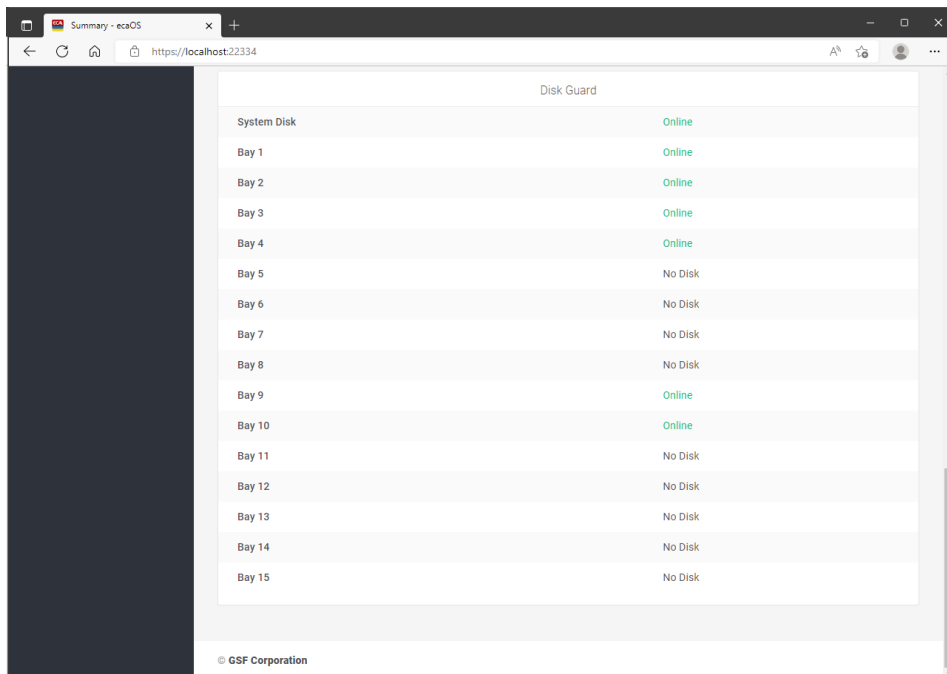 Summary - ecaOS
https://localhost:22334
Disk Guard
System Disk Online
Bay 1 Online
Bay 2 Online
Bay 3 Online
Bay 4 Online
Bay 5 No Disk
Bay 6 No Disk
Bay 7 No Disk
Bay 8 No Disk
Bay 9 Online
Bay 10 Online
Bay 11 No Disk
Bay 12 No Disk
Bay 13 No Disk
Bay 14 No Disk
Bay 15 No Disk
© GSF Corporation